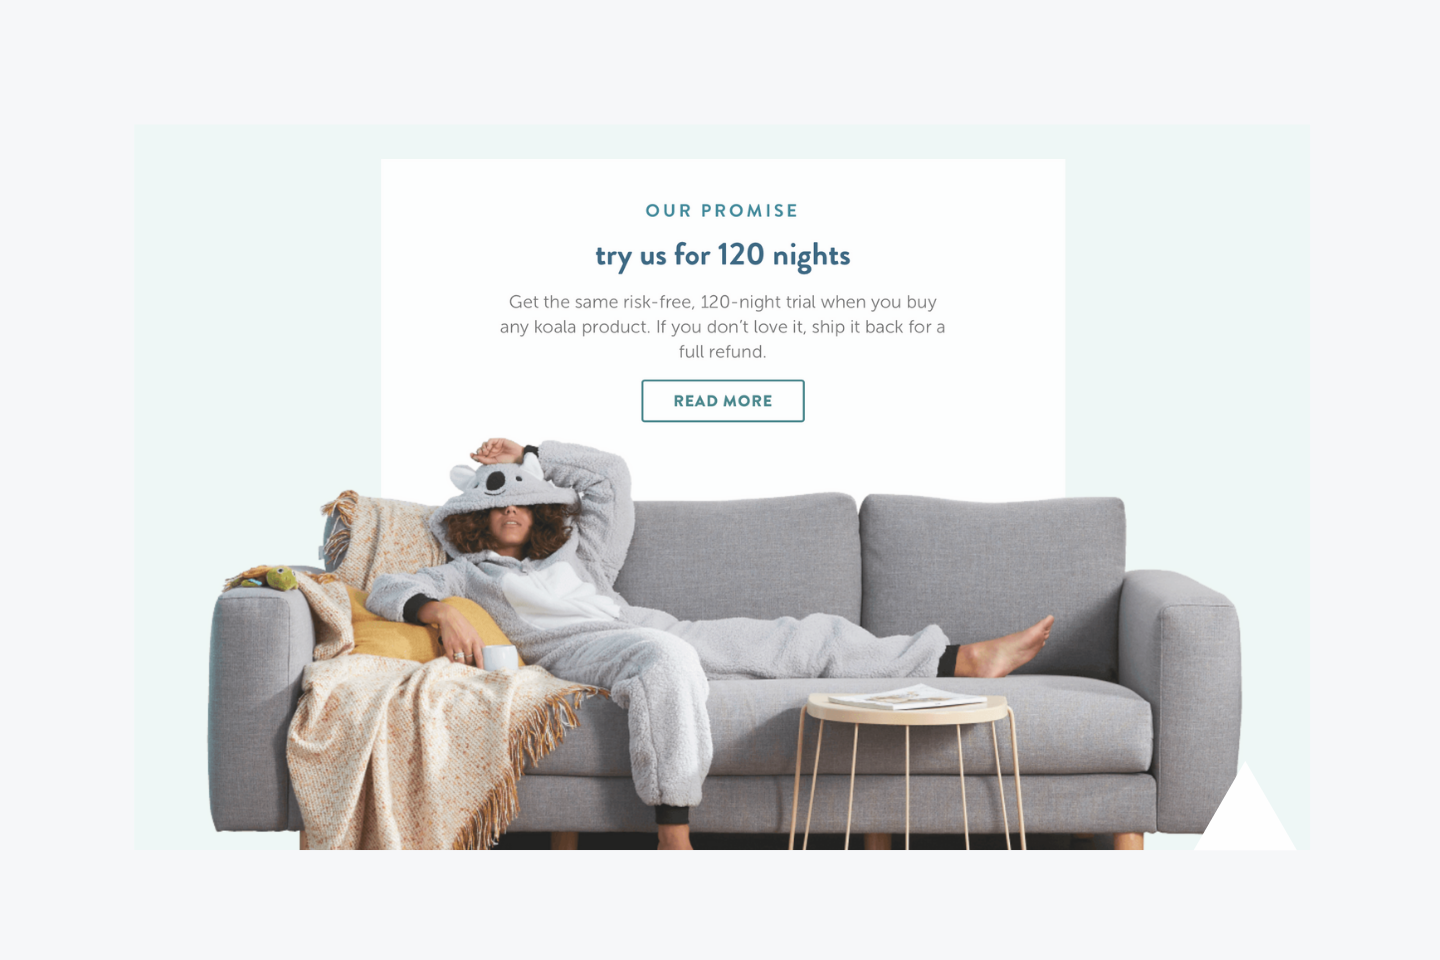 OUR PROMISE
try us for 120 nights
Get the same risk-free, 120-night trial when you buy
any koala product. If you don’t love it, ship it back for a
full refund.
READ MORE